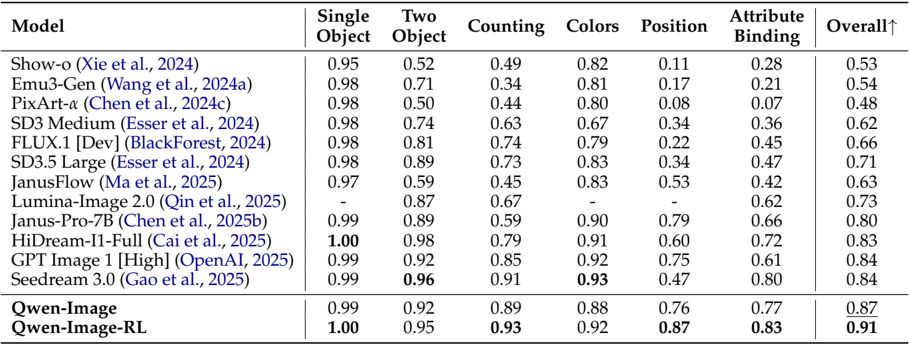 Model Single Object Two Object Counting Colors Position Attribute Binding Overall↑
Show-o (Xie et al., 2024) 0.95 0.52 0.49 0.82 0.11 0.28 0.53
Emu3-Gen (Wang et al., 2024a) 0.98 0.71 0.34 0.81 0.17 0.21 0.54
PixArt-α (Chen et al., 2024c) 0.98 0.50 0.44 0.80 0.08 0.07 0.48
SD3 Medium (Esser et al., 2024) 0.98 0.74 0.63 0.67 0.34 0.36 0.62
FLUX.1 [Dev] (BlackForest, 2024) 0.98 0.81 0.74 0.79 0.22 0.45 0.66
SD3.5 Large (Esser et al., 2024) 0.98 0.89 0.73 0.83 0.34 0.47 0.71
JanusFlow (Ma et al., 2025) 0.97 0.59 0.45 0.83 0.53 0.42 0.63
Lumina-Image 2.0 (Qin et al., 2025) - 0.87 0.67 - - 0.62 0.73
Janus-Pro-7B (Chen et al., 2025b) 0.99 0.89 0.59 0.90 0.79 0.66 0.80
HiDream-I1-Full (Cai et al., 2025) 1.00 0.98 0.79 0.91 0.60 0.72 0.83
GPT Image 1 [High] (OpenAI, 2025) 0.99 0.92 0.85 0.92 0.75 0.61 0.84
Seedream 3.0 (Gao et al., 2025) 0.99 0.96 0.91 0.93 0.47 0.80 0.84
Qwen-Image 0.99 0.92 0.89 0.88 0.76 0.77 0.87
Qwen-Image-RL 1.00 0.95 0.93 0.92 0.87 0.83 0.91